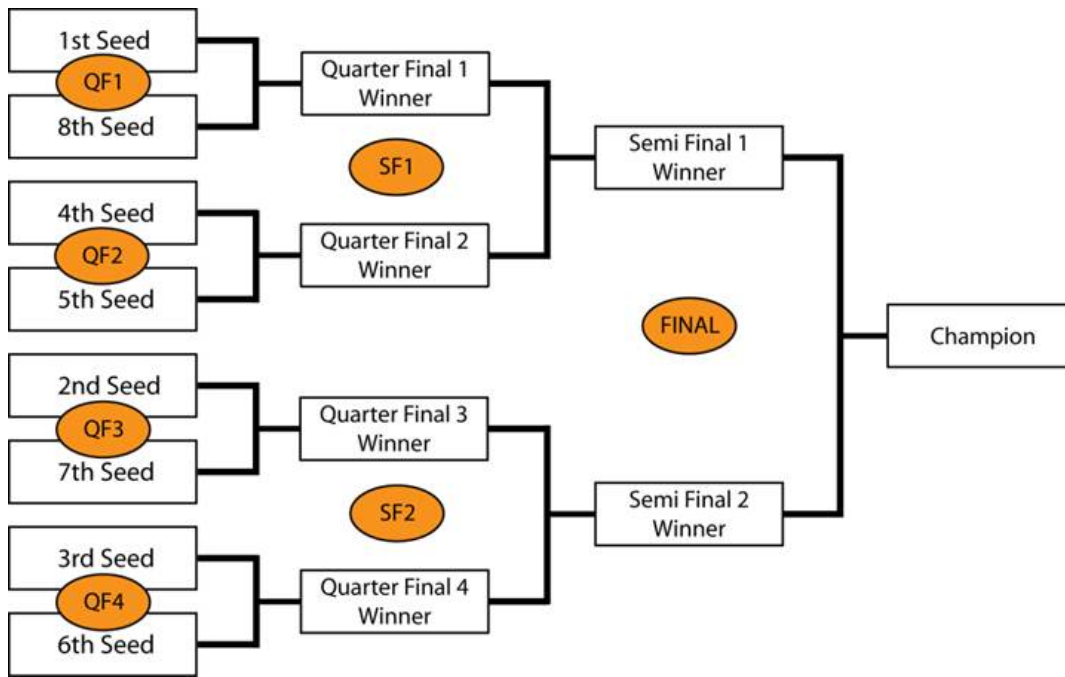 1st Seed
QF1
8th Seed
Quarter Final 1
Winner
SF1
4th Seed
QF2
5th Seed
Quarter Final 2
Winner
Semi Final 1
Winner
2nd Seed
QF3
7th Seed
Quarter Final 3
Winner
SF2
3rd Seed
QF4
6th Seed
Quarter Final 4
Winner
Semi Final 2
Winner
FINAL
Champion